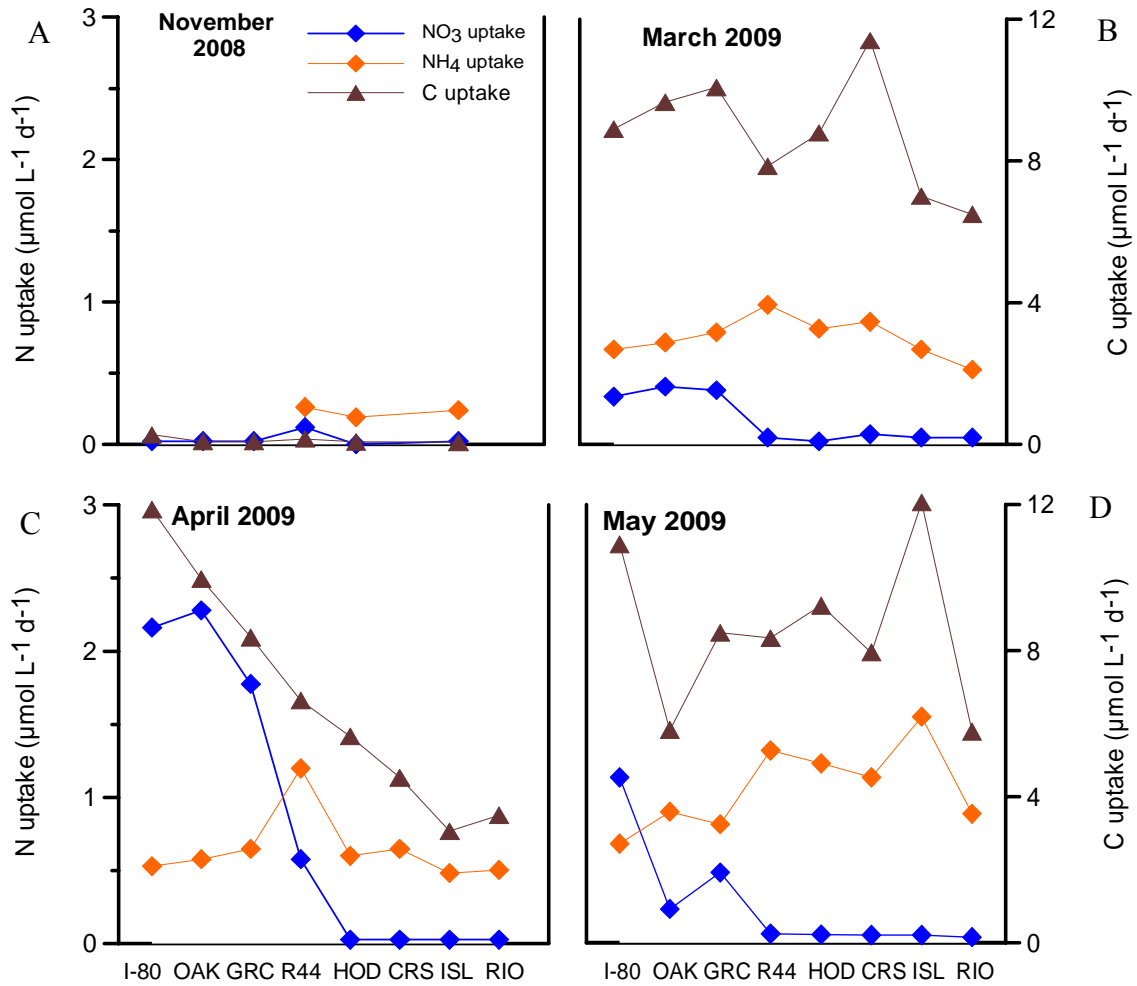 A
3
2
1
0
N uptake (µmol L-1 d-1)
November
2008
NO3 uptake
NH4 uptake
C uptake
March 2009
B
12
8
4
0
C uptake (µmol L-1 d-1)
C
3
2
1
0
N uptake (µmol L-1 d-1)
April 2009
I-80 OAK GRC R44 HOD CRS ISL RIO
May 2009
D
12
8
4
0
C uptake (µmol L-1 d-1)
I-80 OAK GRC R44 HOD CRS ISL RIO